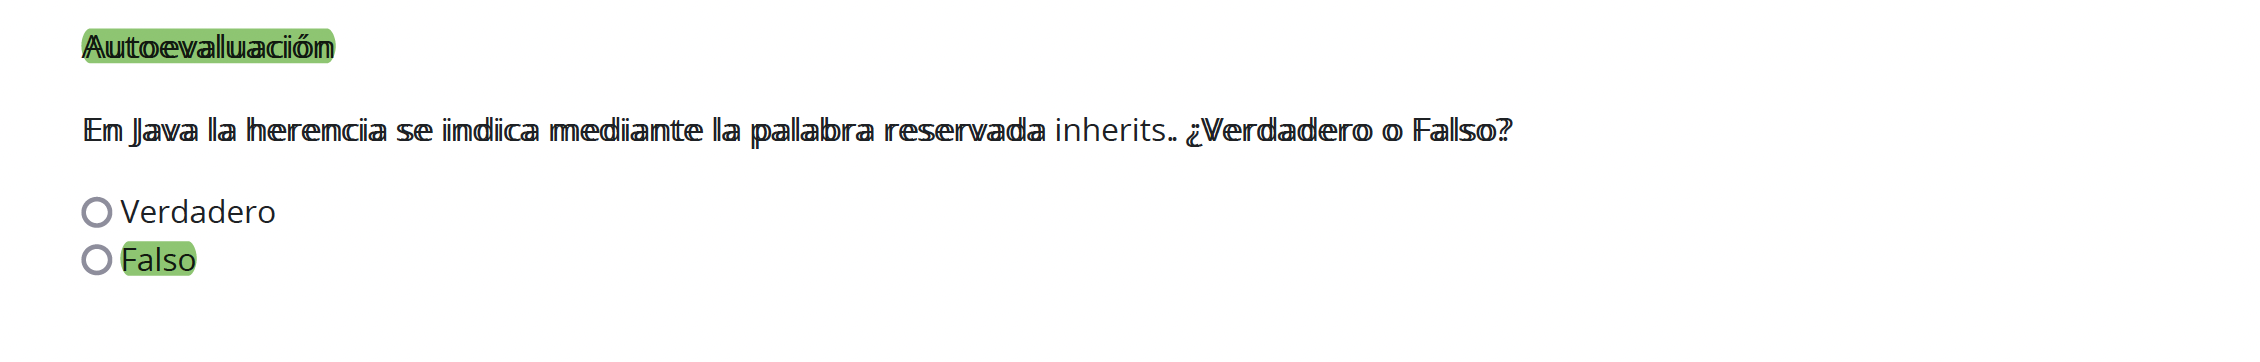 Autoevaluación
En Java la herencia se indica mediante la palabra reservada inherits. ¿Verdadero o Falso?
Verdadero
Falso